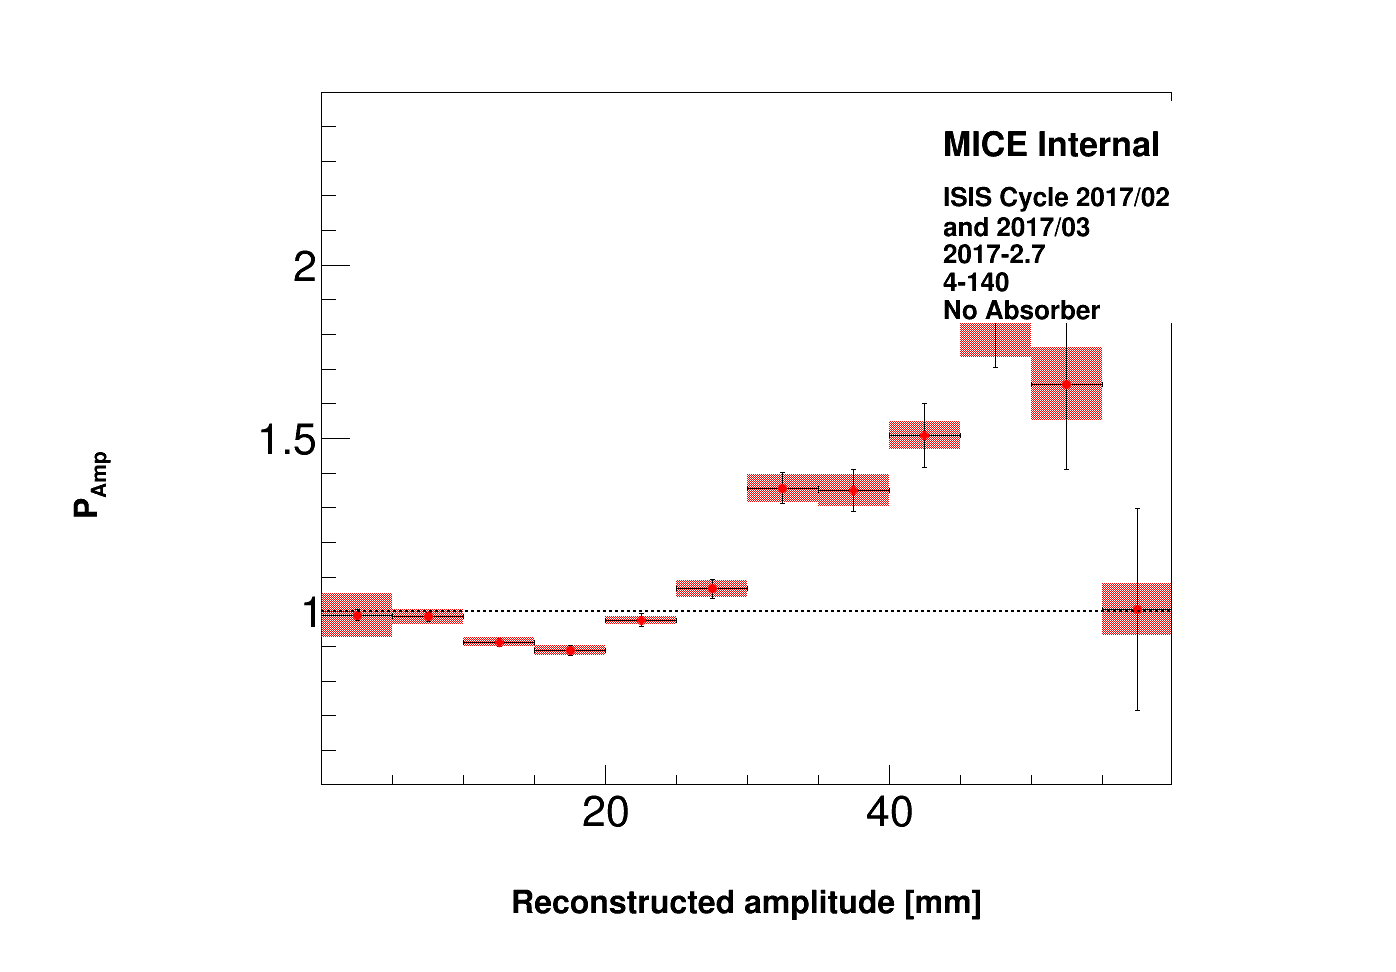 MICE Internal
ISIS Cycle 2017/02
and 2017/03
2017-2.7
4-140
No Absorber
2
1.5
1
P_Amp
20 40
Reconstructed amplitude [mm]